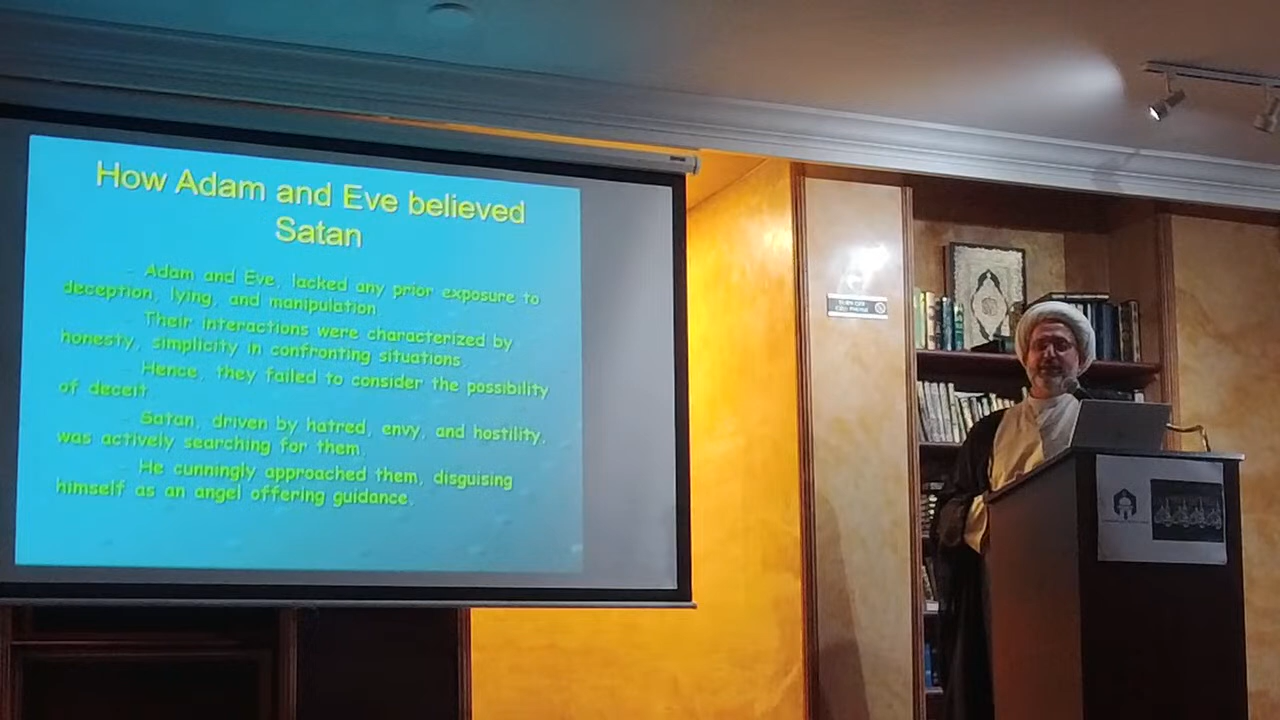 How Adam and Eve believed
Satan
- Adam and Eve, lacked any prior exposure to
deception, lying, and manipulation.
- Their interactions were characterized by
honesty, simplicity in confronting situations.
- Hence, they failed to consider the possibility
of deceit.
- Satan, driven by hatred, envy, and hostility,
was actively searching for them.
- He cunningly approached them, disguising
himself as an angel offering guidance.
TURN OFF